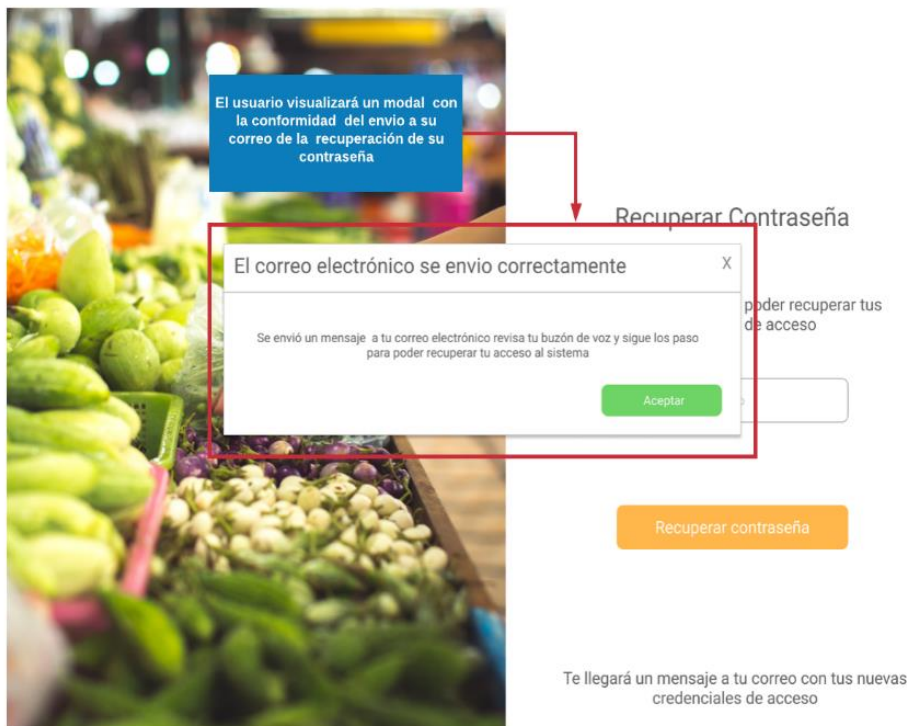 El usuario visualizará un modal con
la conformidad del envio a su
correo de la recuperación de su
contraseña
Recuperar Contraseña
El correo electrónico se envio correctamente
X
poder recuperar tus
de acceso
Se envió un mensaje a tu correo electrónico revisa tu buzón de voz y sigue los paso
para poder recuperar tu acceso al sistema
Aceptar
Recuperar contraseña
Te llegará un mensaje a tu correo con tus nuevas
credenciales de acceso